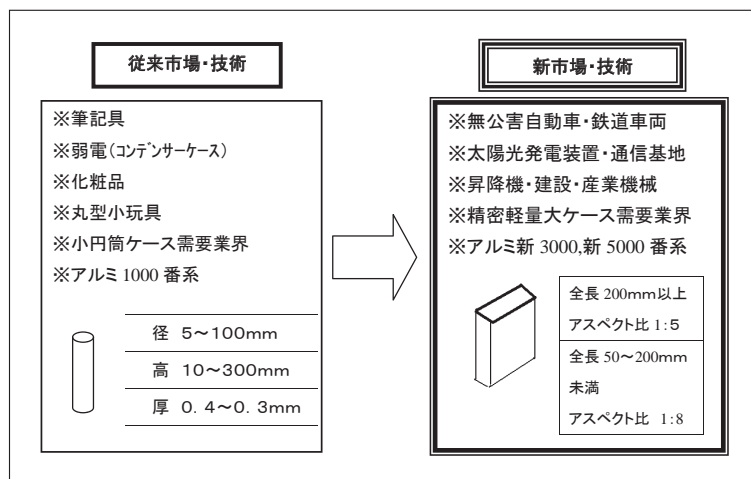 従来市場・技術
※筆記具
※弱電(コンデンサーケース)
※化粧品
※丸型小玩具
※小円筒ケース需要業界
※アルミ 1000 番系
径 5～100mm
高 10～300mm
厚 0.4～0.3mm
新市場・技術
※無公害自動車・鉄道車両
※太陽光発電装置・通信基地
※昇降機・建設・産業機械
※精密軽量大ケース需要業界
※アルミ新 3000,新 5000 番系
全長 200mm以上
アスペクト比 1:5
全長 50～200mm
未満
アスペクト比 1:8